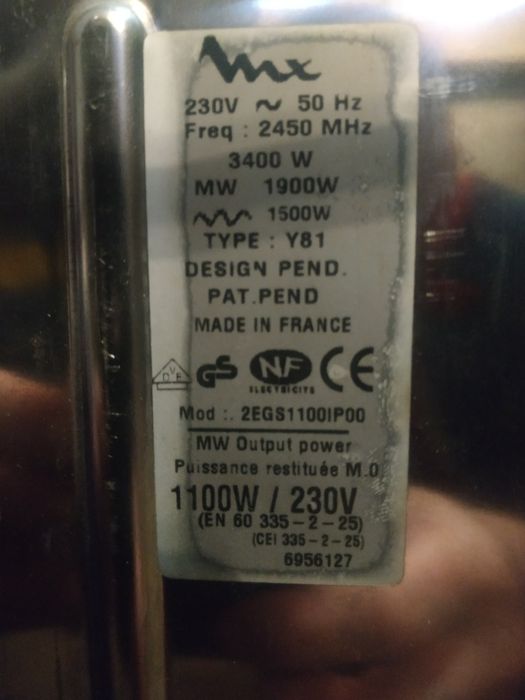 mx
230V ~ 50 Hz
Freq : 2450 MHz
3400 W
MW 1900W
1500W
TYPE : Y81
DESIGN PEND.
PAT.PEND
MADE IN FRANCE
DVE GS NF CE
ELECTRICITE
Mod :. 2EGS1100IP00
MW Output power
Puissance restituée M.O
1100W / 230V
(EN 60 335-2-25)
(CEI 335-2-25)
6956127